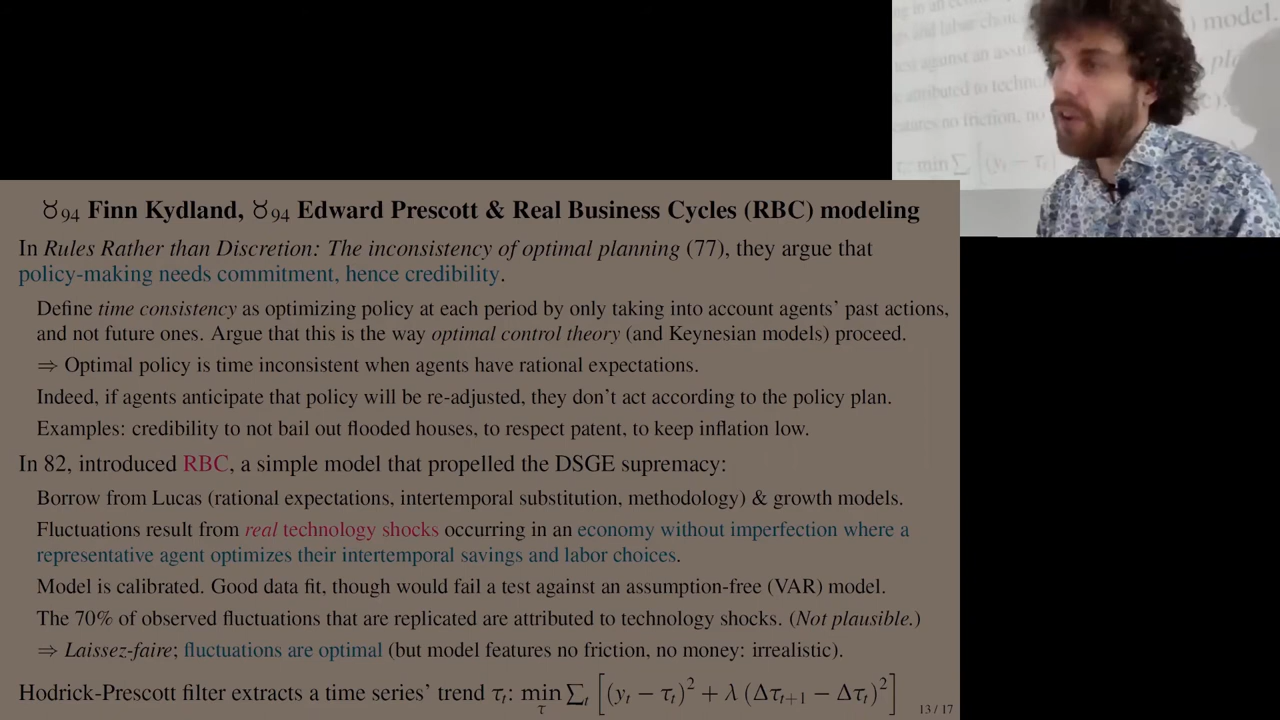 ) model.
♉94 Finn Kydland, ♉94 Edward Prescott & Real Business Cycles (RBC) modeling
In Rules Rather than Discretion: The inconsistency of optimal planning (77), they argue that
policy-making needs commitment, hence credibility.
Define time consistency as optimizing policy at each period by only taking into account agents’ past actions,
and not future ones. Argue that this is the way optimal control theory (and Keynesian models) proceed.
⇒ Optimal policy is time inconsistent when agents have rational expectations.
Indeed, if agents anticipate that policy will be re-adjusted, they don’t act according to the policy plan.
Examples: credibility to not bail out flooded houses, to respect patent, to keep inflation low.
In 82, introduced RBC, a simple model that propelled the DSGE supremacy:
Borrow from Lucas (rational expectations, intertemporal substitution, methodology) & growth models.
Fluctuations result from real technology shocks occurring in an economy without imperfection where a
representative agent optimizes their intertemporal savings and labor choices.
Model is calibrated. Good data fit, though would fail a test against an assumption-free (VAR) model.
The 70% of observed fluctuations that are replicated are attributed to technology shocks. (Not plausible.)
⇒ Laissez-faire; fluctuations are optimal (but model features no friction, no money: irrealistic).
Hodrick-Prescott filter extracts a time series’ trend τt: min τ ∑t [(yt − τt)² + λ (Δτt+1 − Δτt)²]
13 / 17